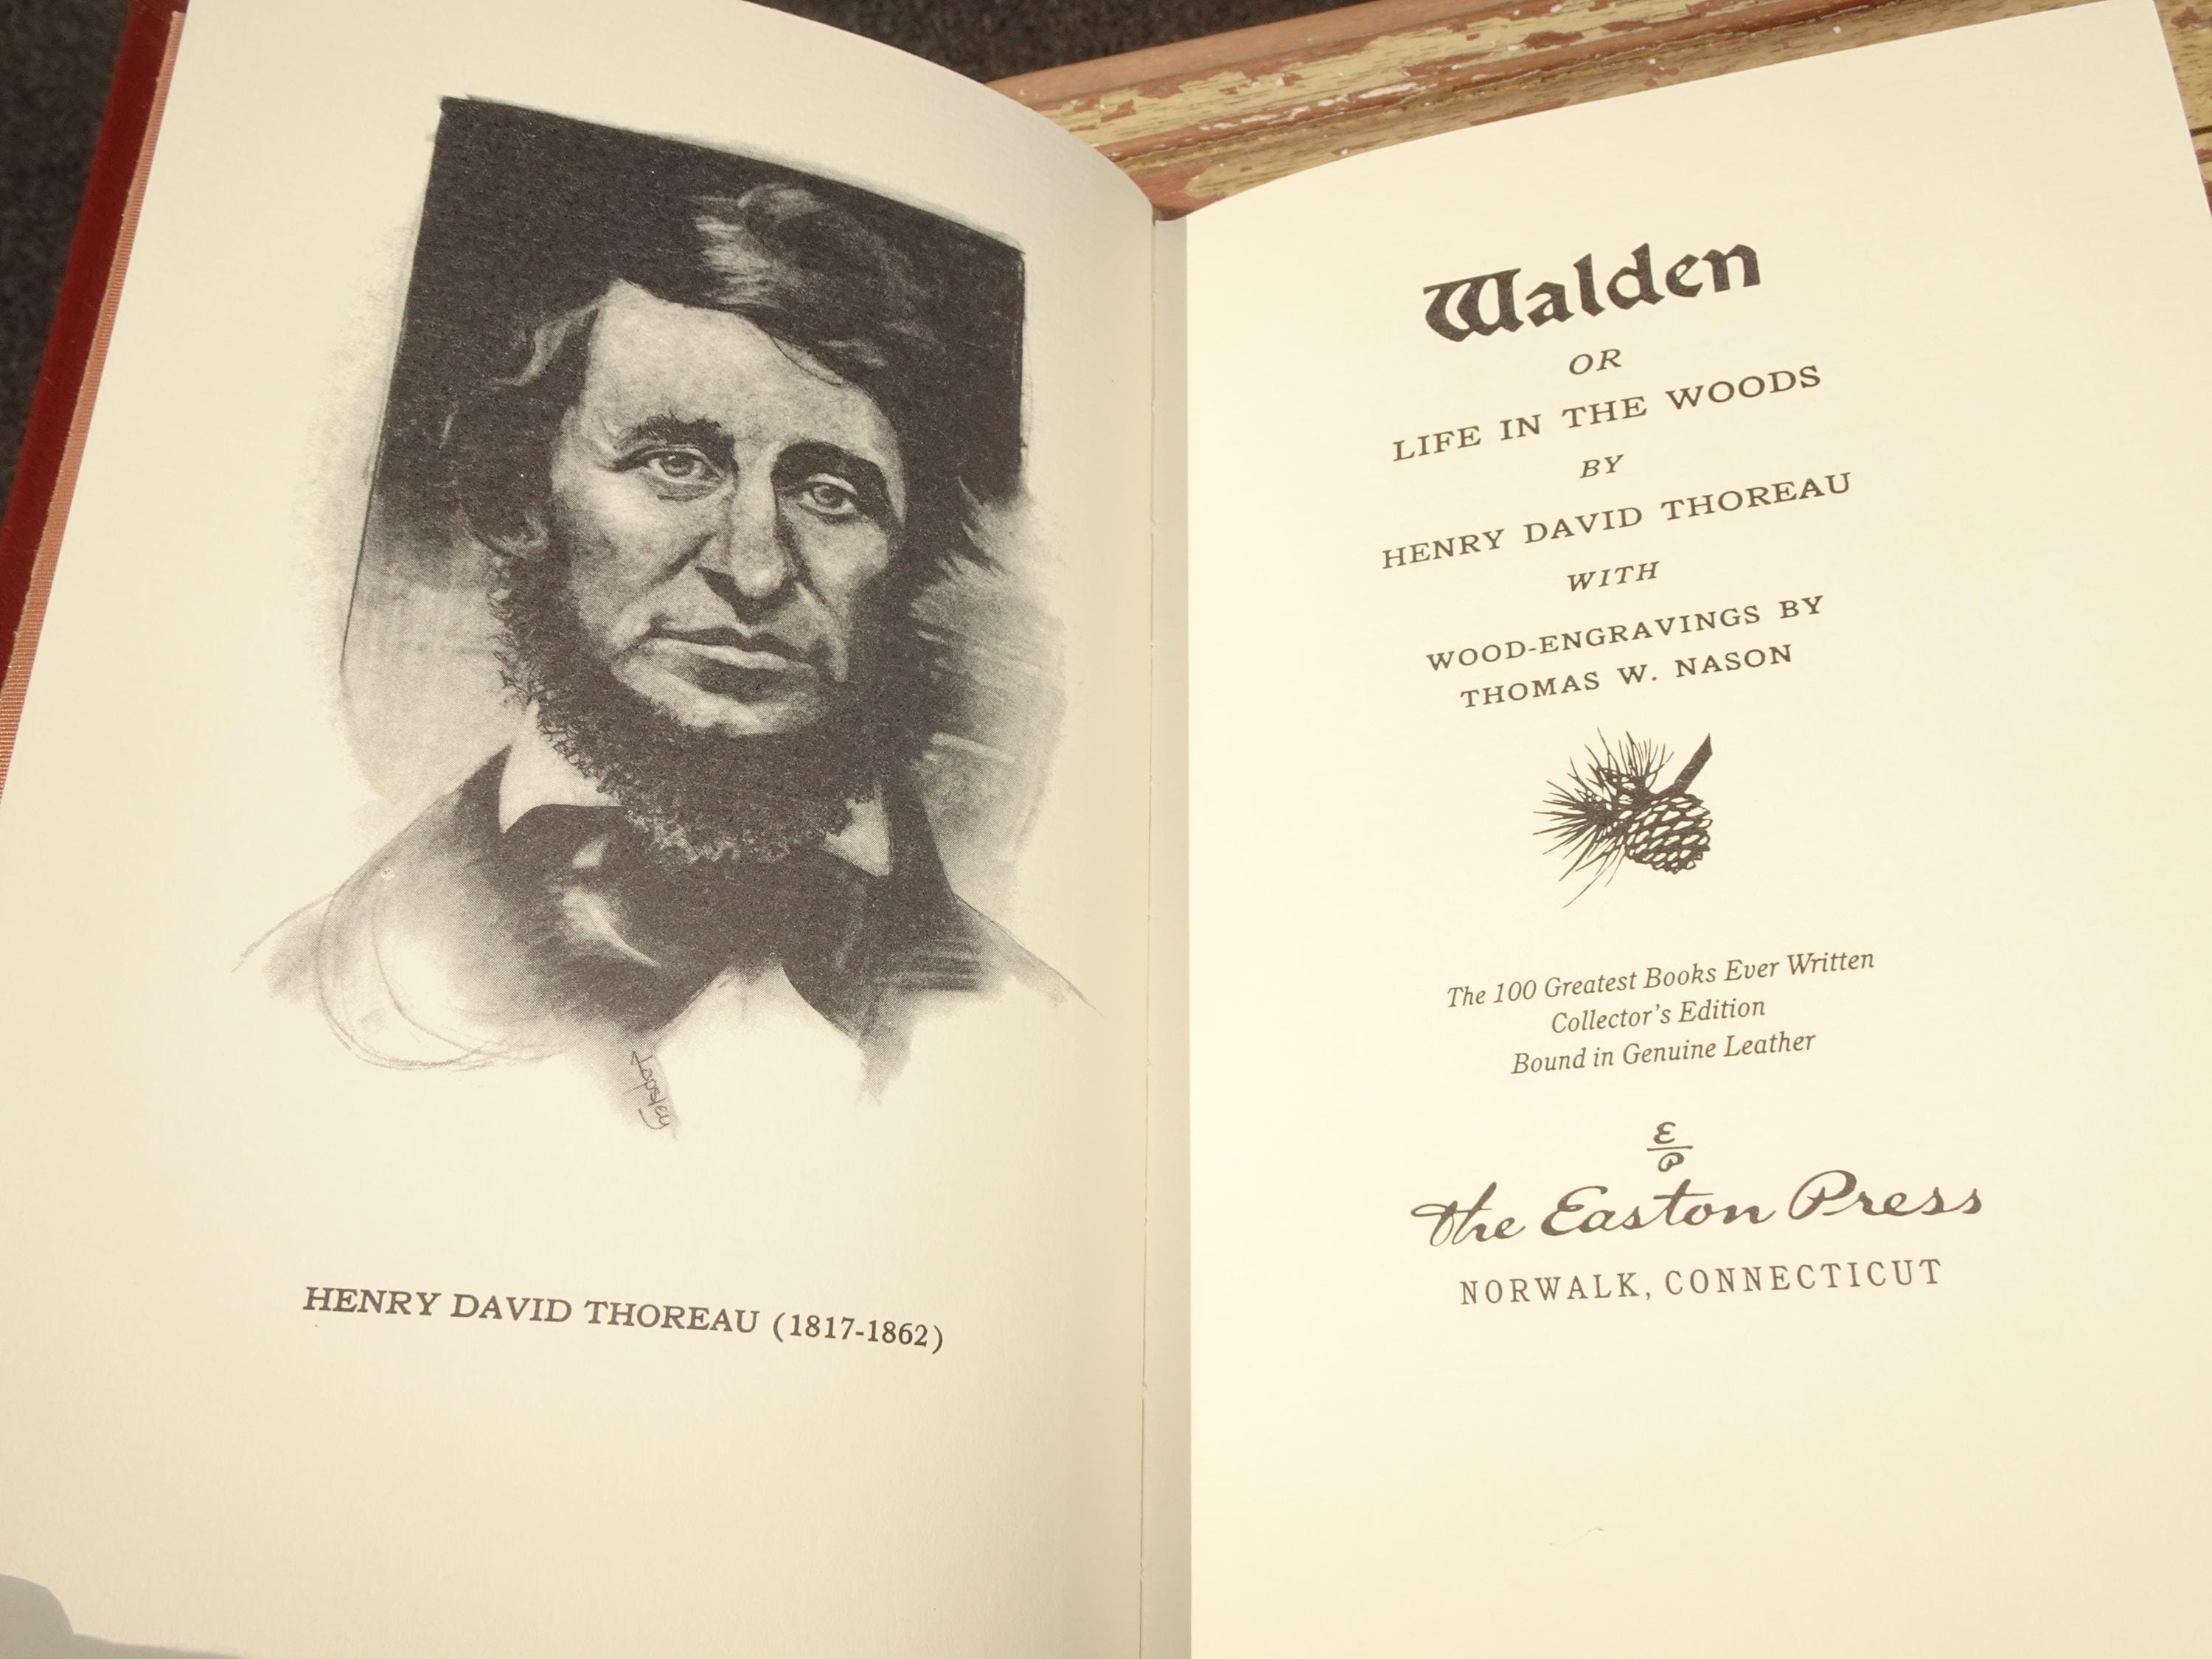 Tapsley
HENRY DAVID THOREAU (1817-1862)
Walden
OR
LIFE IN THE WOODS
BY
HENRY DAVID THOREAU
WITH
WOOD-ENGRAVINGS BY
THOMAS W. NASON
The 100 Greatest Books Ever Written
Collector's Edition
Bound in Genuine Leather
E
P
The Easton Press
NORWALK, CONNECTICUT